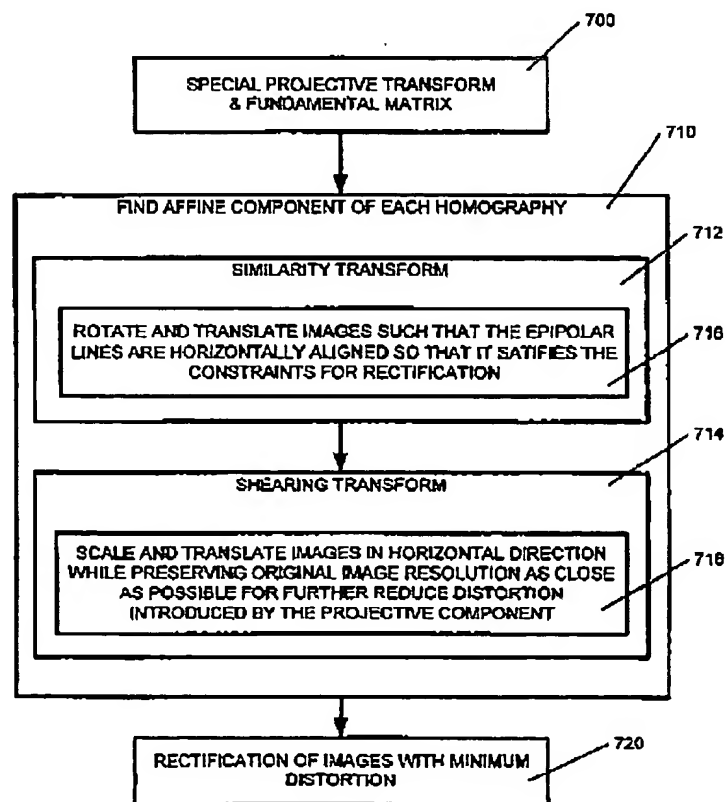 700
SPECIAL PROJECTIVE TRANSFORM
& FUNDAMENTAL MATRIX
710
FIND AFFINE COMPONENT OF EACH HOMOGRAPHY
712
SIMILARITY TRANSFORM
716
ROTATE AND TRANSLATE IMAGES SUCH THAT THE EPIPOLAR
LINES ARE HORIZONTALLY ALIGNED SO THAT IT SATIFIES THE
CONSTRAINTS FOR RECTIFICATION
714
SHEARING TRANSFORM
718
SCALE AND TRANSLATE IMAGES IN HORIZONTAL DIRECTION
WHILE PRESERVING ORIGINAL IMAGE RESOLUTION AS CLOSE
AS POSSIBLE FOR FURTHER REDUCE DISTORTION
INTRODUCED BY THE PROJECTIVE COMPONENT
720
RECTIFICATION OF IMAGES WITH MINIMUM
DISTORTION